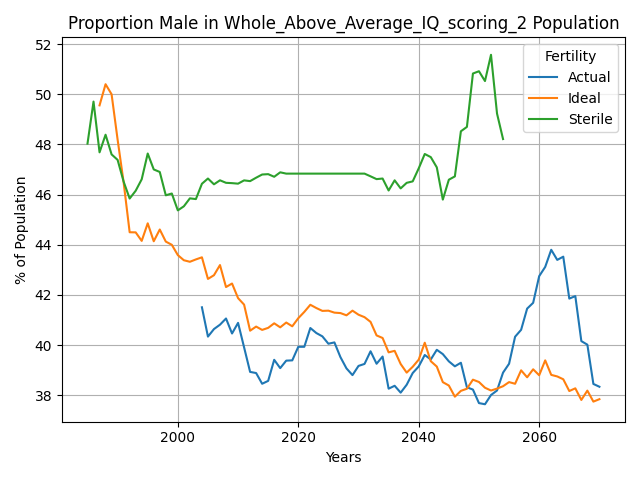 Proportion Male in Whole_Above_Average_IQ_scoring_2 Population
Fertility
Actual
Ideal
Sterile
% of Population
52
50
48
46
44
42
40
38
2000
2020
2040
2060
Years